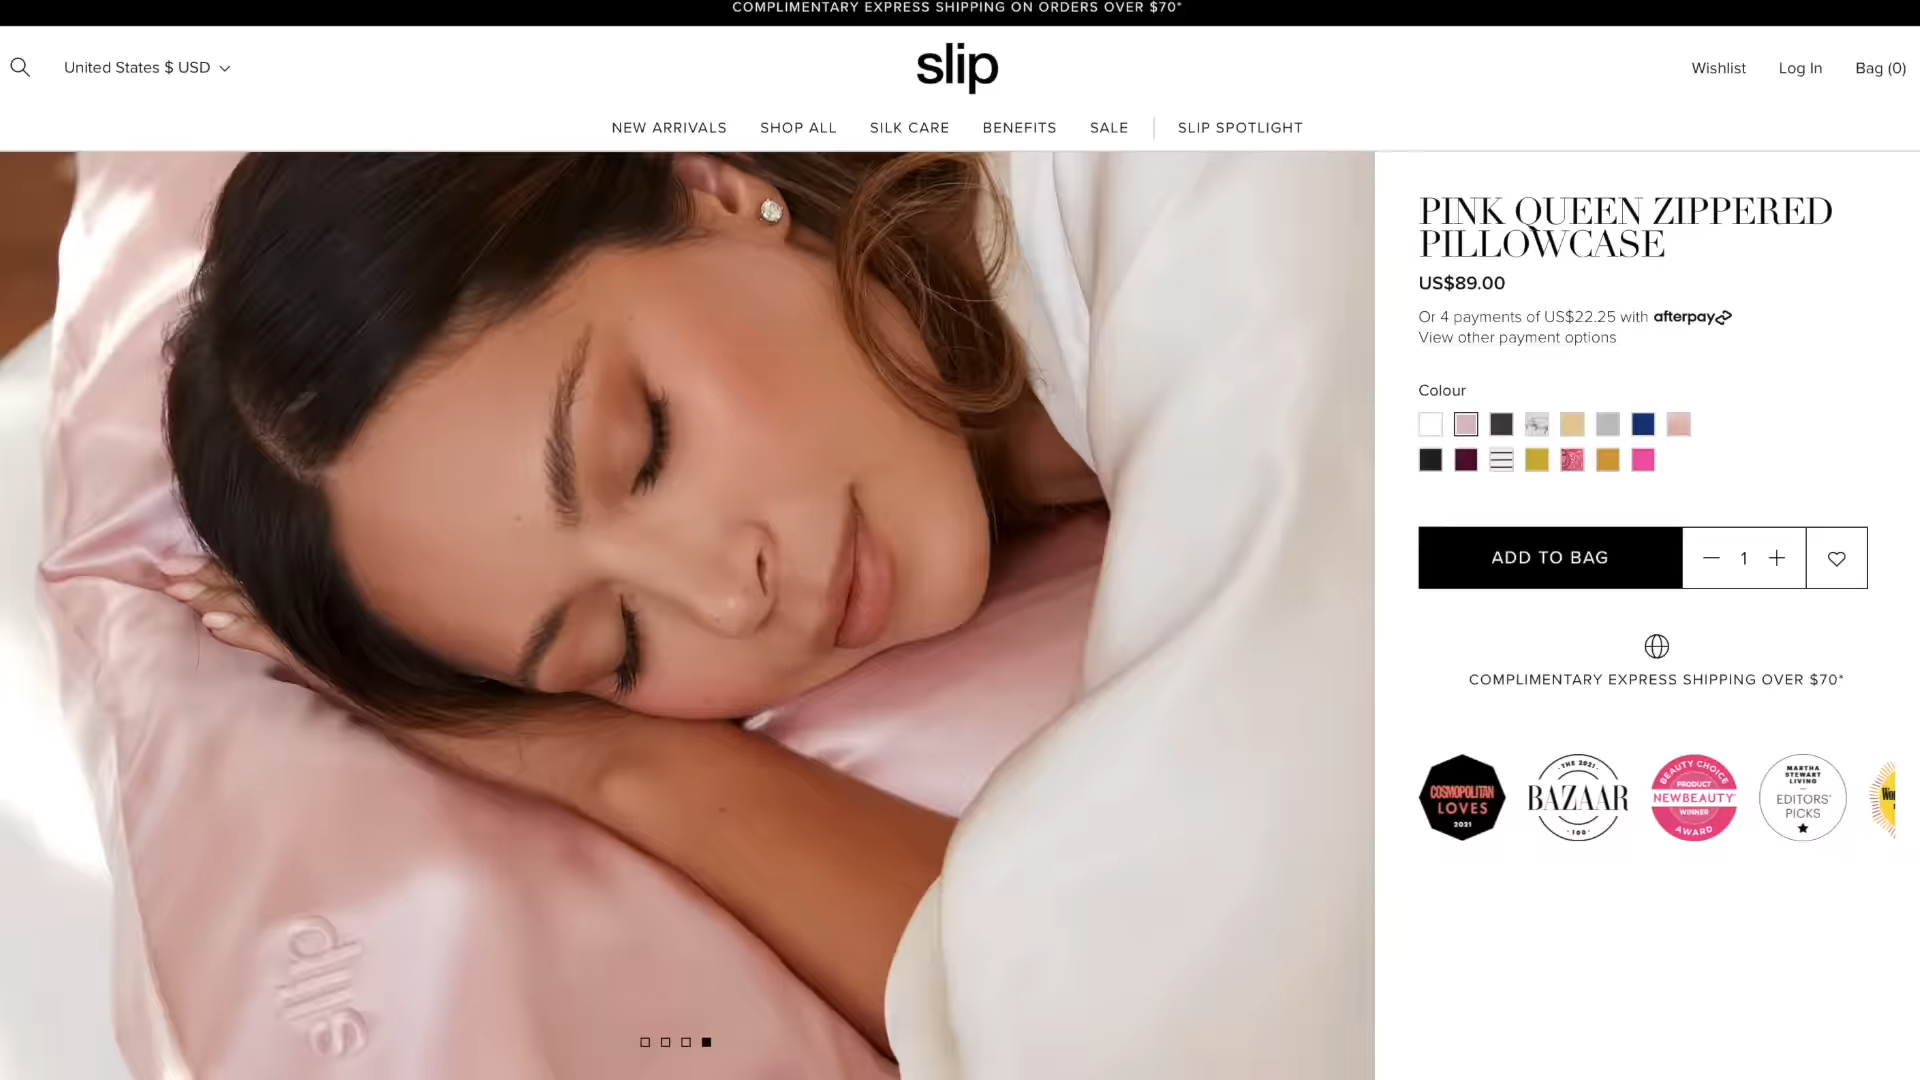 COMPLIMENTARY EXPRESS SHIPPING ON ORDERS OVER $70*
United States $ USD
slip
Wishlist
Log In
Bag (0)
NEW ARRIVALS
SHOP ALL
SILK CARE
BENEFITS
SALE
SLIP SPOTLIGHT
PINK QUEEN ZIPPERED
PILLOWCASE
US$89.00
Or 4 payments of US$22.25 with afterpay
View other payment options
Colour
ADD TO BAG
1
COMPLIMENTARY EXPRESS SHIPPING OVER $70*
COSMOPOLITAN
LOVES
2021
·THE 2021·
BAZAAR
·100·
BEAUTY CHOICE
PRODUCT
NEWBEAUTY
WINNER
AWARD
MARTHA
STEWART
LIVING
EDITORS'
PICKS
slip